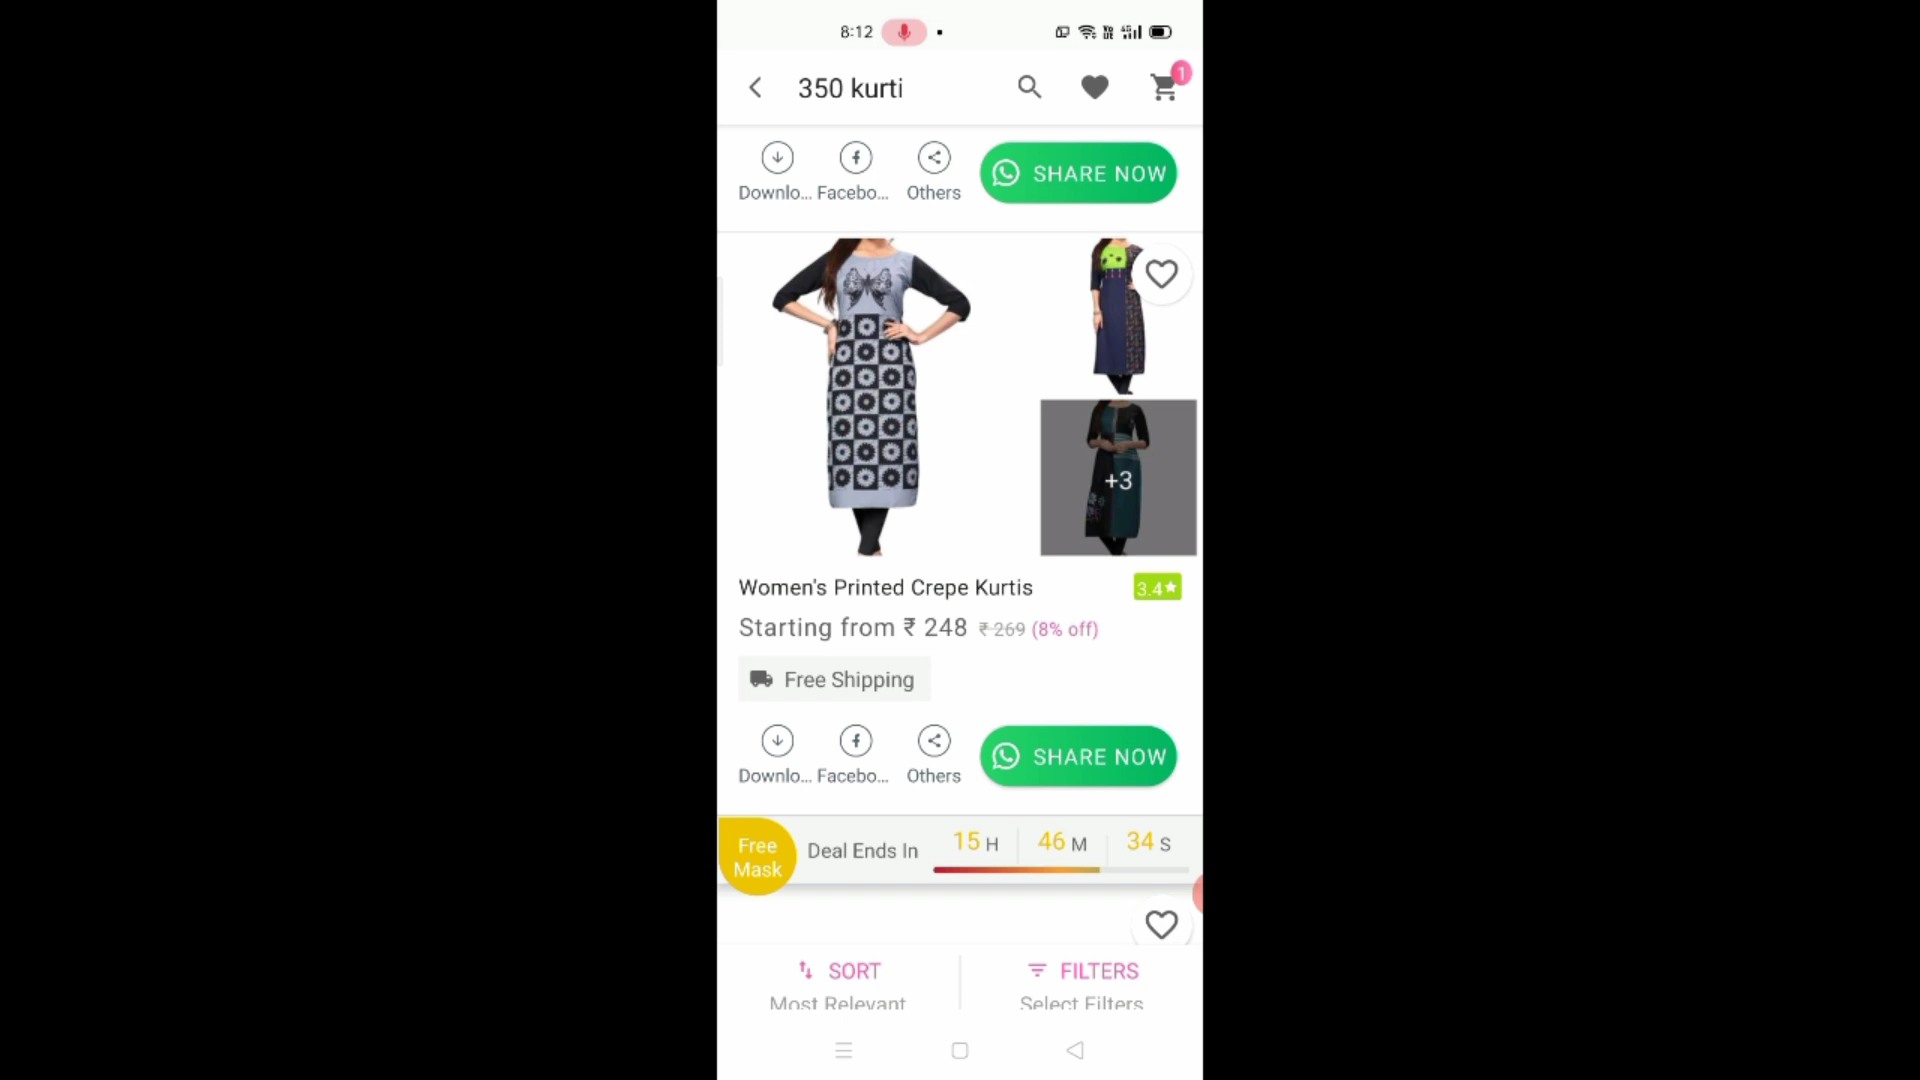 8:12
350 kurti
1
Downlo... Facebo... Others
SHARE NOW
+3
Women's Printed Crepe Kurtis
3.4★
Starting from ₹ 248 ₹ 269 (8% off)
Free Shipping
Downlo... Facebo... Others
SHARE NOW
Free
Mask
Deal Ends In 15 H 46 M 34 S
SORT FILTERS
Most Relevant Select Filters